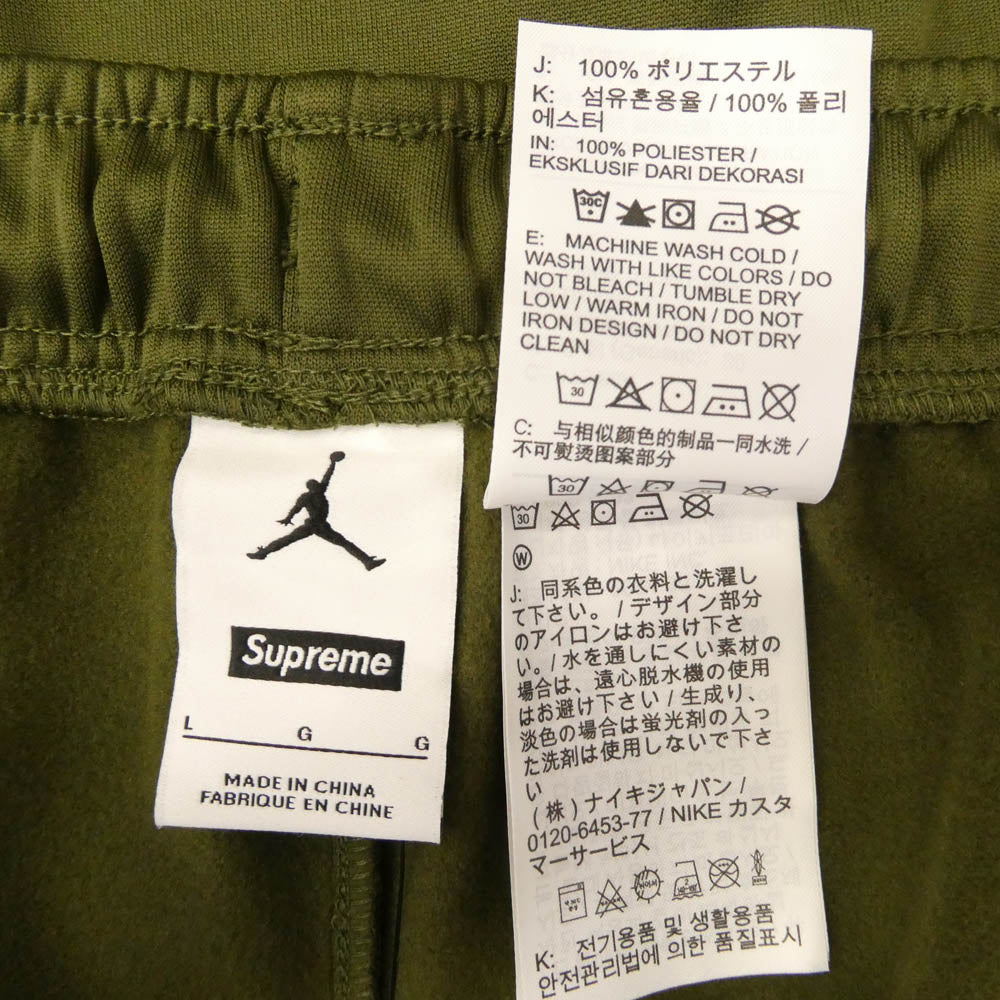 J: 100% ポリエステル
K: 섬유혼용율 / 100% 폴리
에스터
IN: 100% POLIESTER /
EKSKLUSIF DARI DEKORASI
30C
E: MACHINE WASH COLD /
WASH WITH LIKE COLORS / DO
NOT BLEACH / TUMBLE DRY
LOW / WARM IRON / DO NOT
IRON DESIGN / DO NOT DRY
CLEAN
30
C: 与相似颜色的制品一同水洗 /
不可熨烫图案部分
30
30
W
J: 同系色の衣料と洗濯し
て下さい。 / デザイン部分
のアイロンはお避け下さ
い。/ 水を通しにくい素材の
場合は、遠心脱水機の使用
はお避け下さい / 生成り、
淡色の場合は蛍光剤の入っ
た洗剤は使用しないで下さ
い
(株) ナイキジャパン /
0120-6453-77 / NIKE カスタ
マーサービス
K: 전기용품 및 생활용품
안전관리법에 의한 품질표시
Supreme
L G G
MADE IN CHINA
FABRIQUE EN CHINE